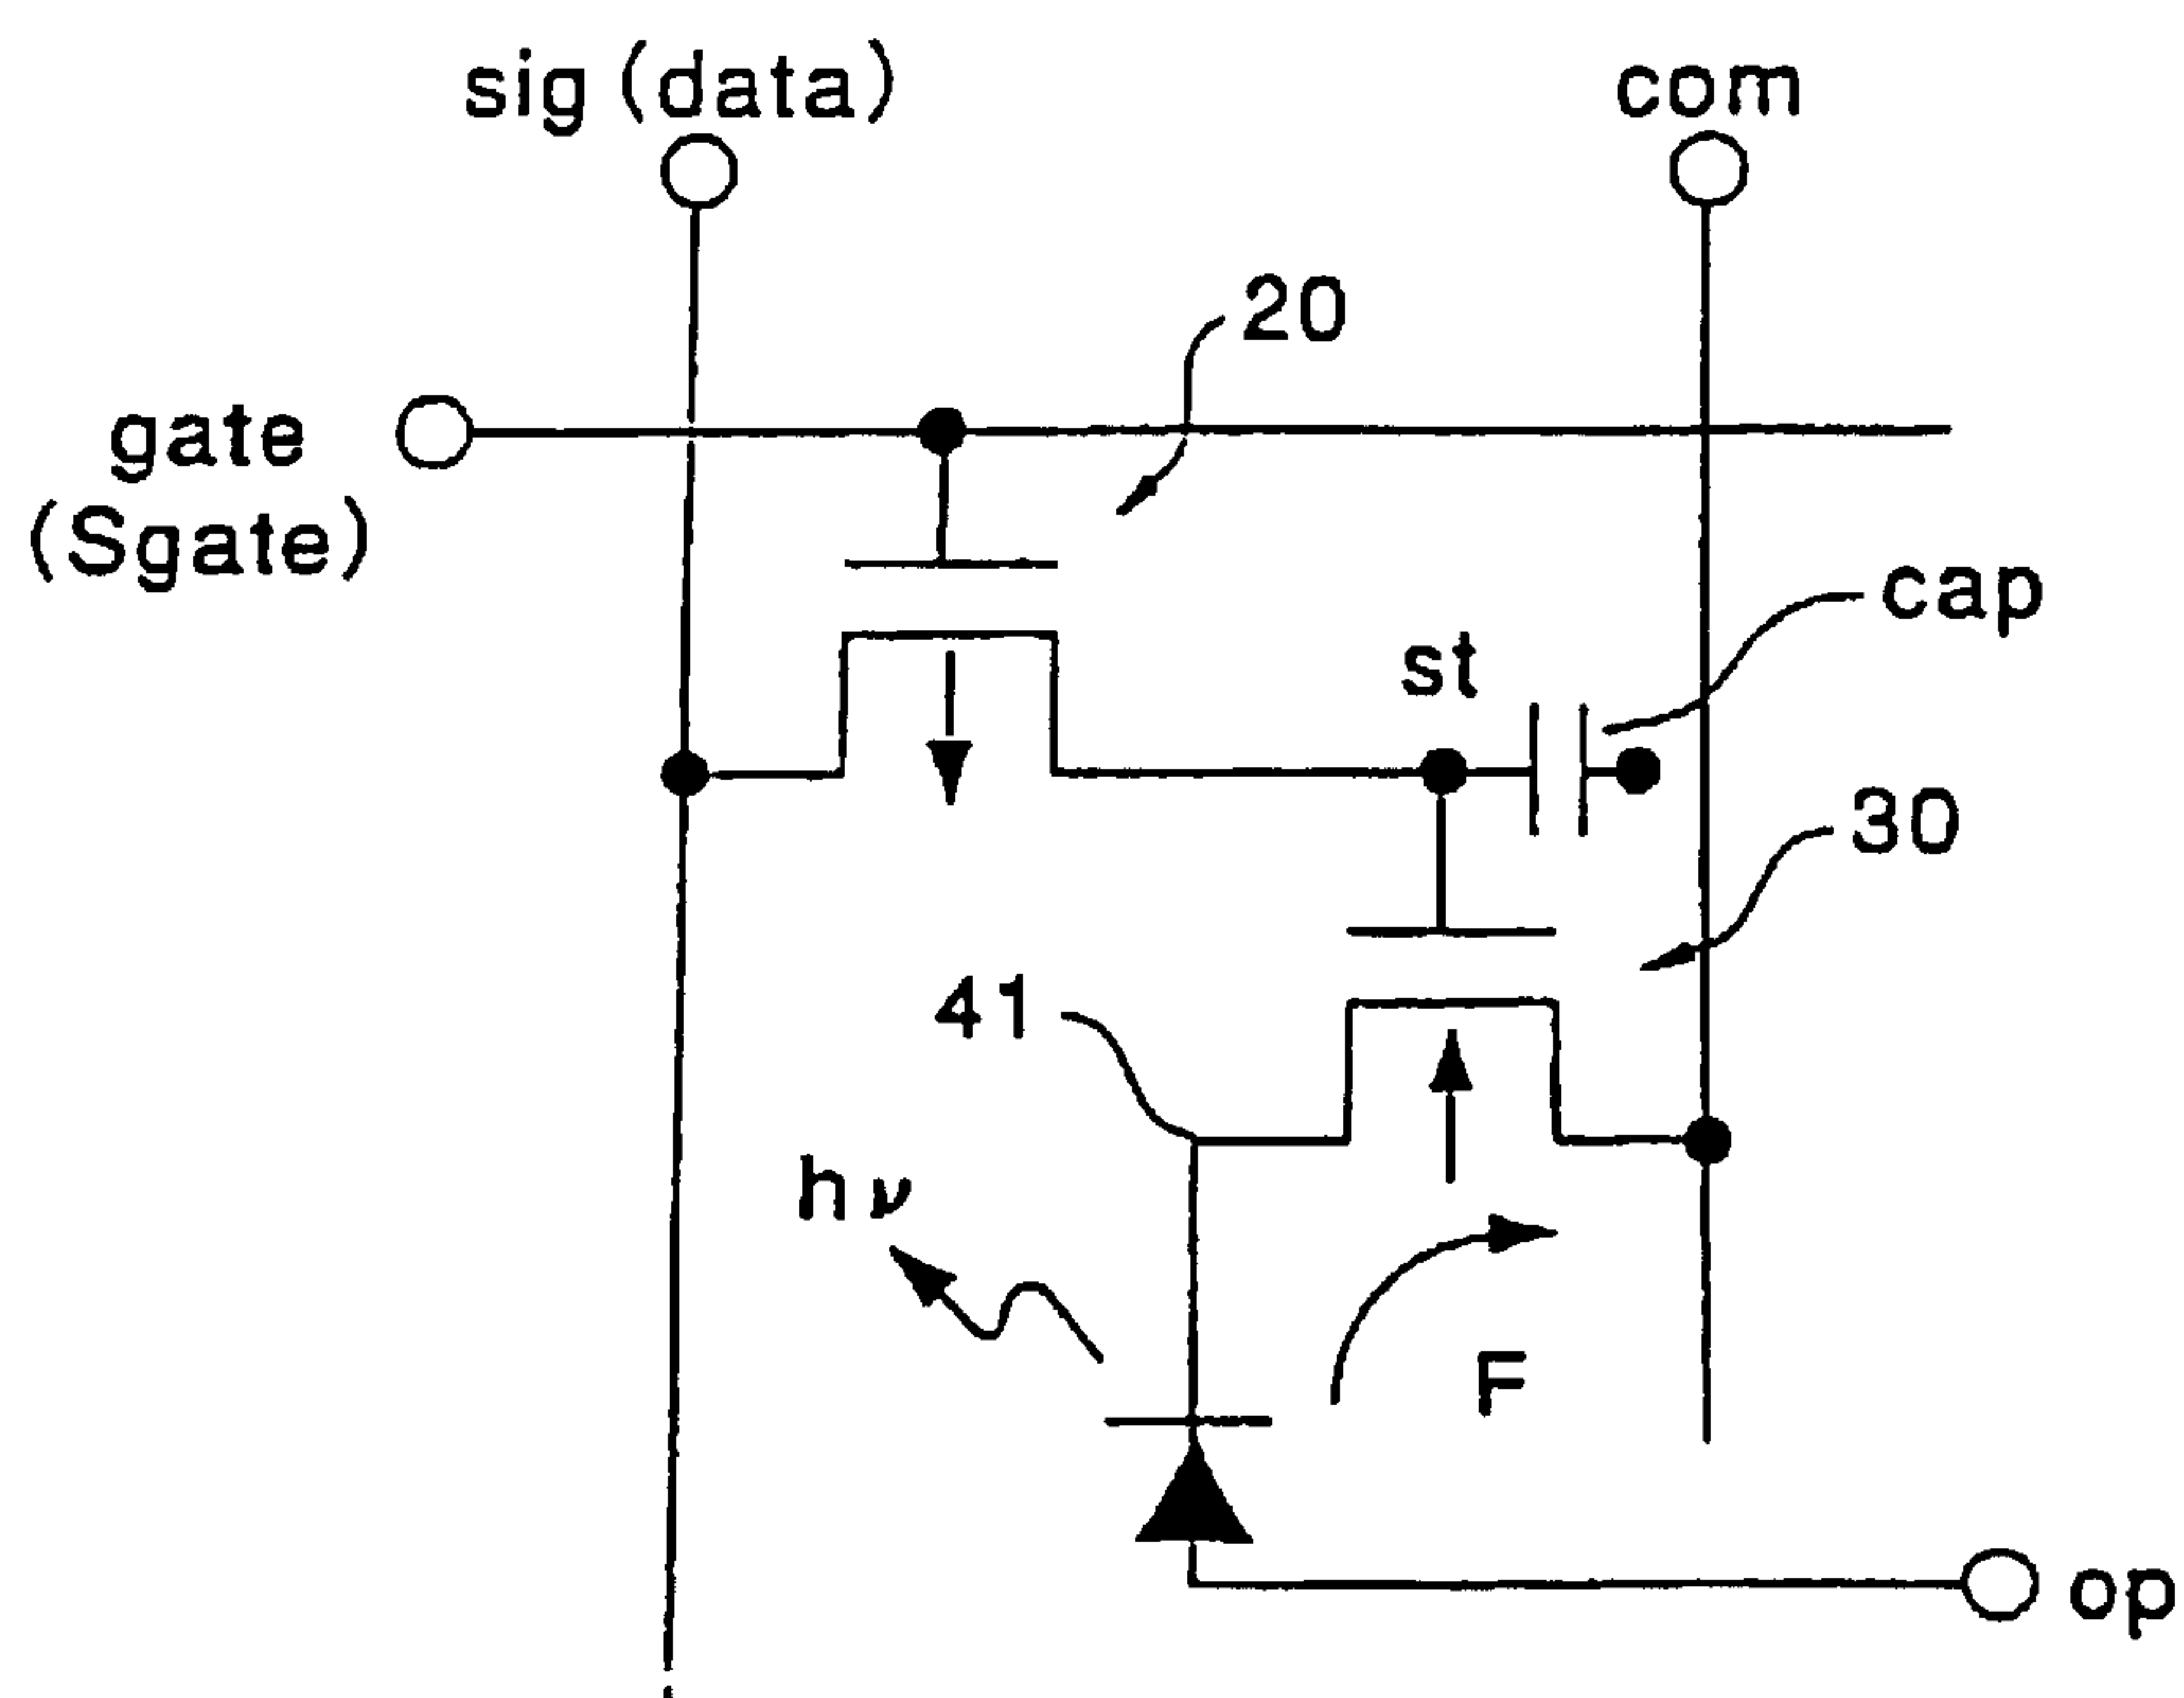 sig (data)
com
20
gate
(Sgate)
cap
st
30
41
hν
F
op